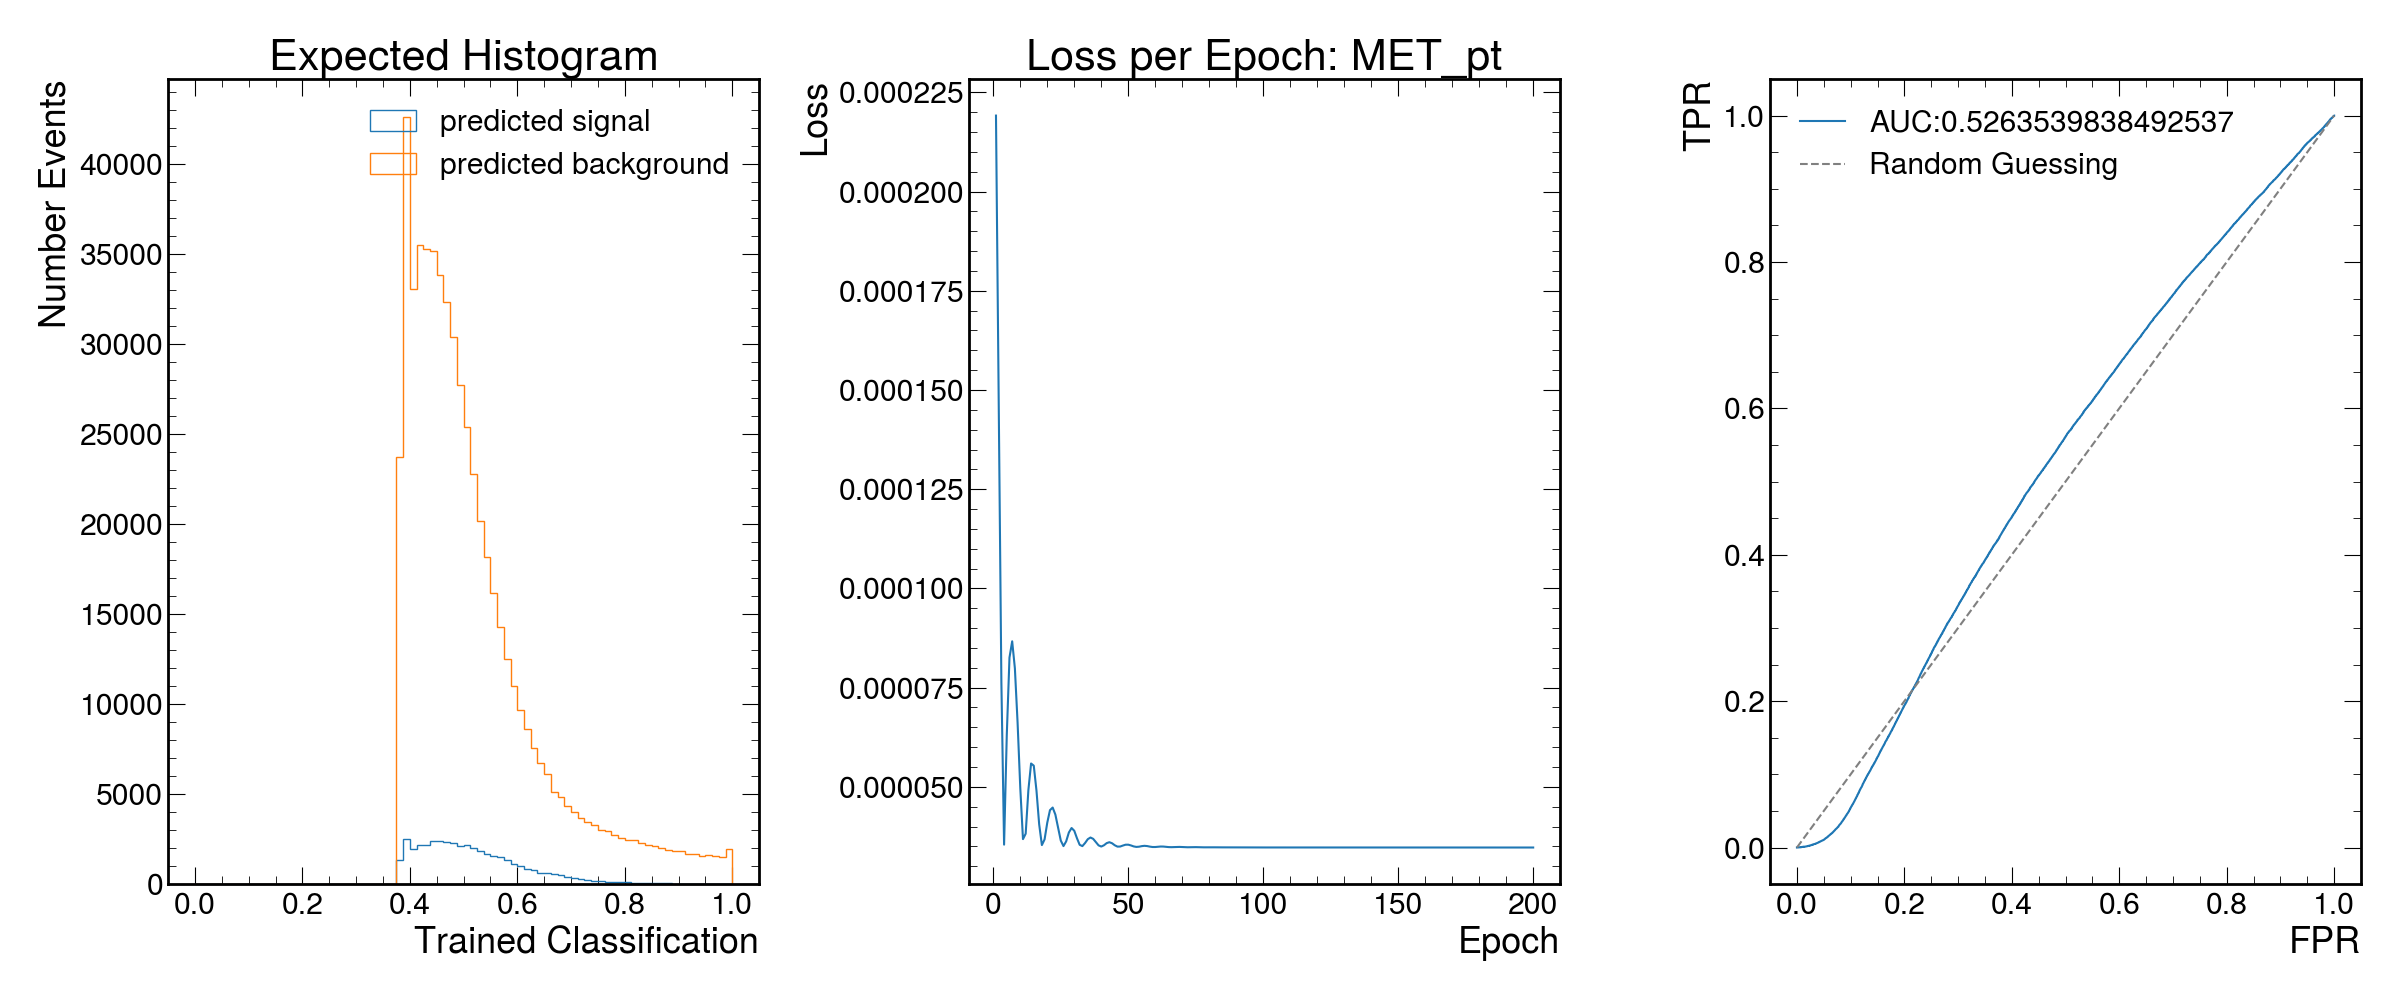 Expected Histogram
Number Events
predicted signal
predicted background
40000
35000
30000
25000
20000
15000
10000
5000
0
0.0 0.2 0.4 0.6 0.8 1.0
Trained Classification
Loss per Epoch: MET_pt
Loss
0.000225
0.000200
0.000175
0.000150
0.000125
0.000100
0.000075
0.000050
0 50 100 150 200
Epoch
TPR
AUC:0.5263539838492537
Random Guessing
1.0
0.8
0.6
0.4
0.2
0.0
0.0 0.2 0.4 0.6 0.8 1.0
FPR